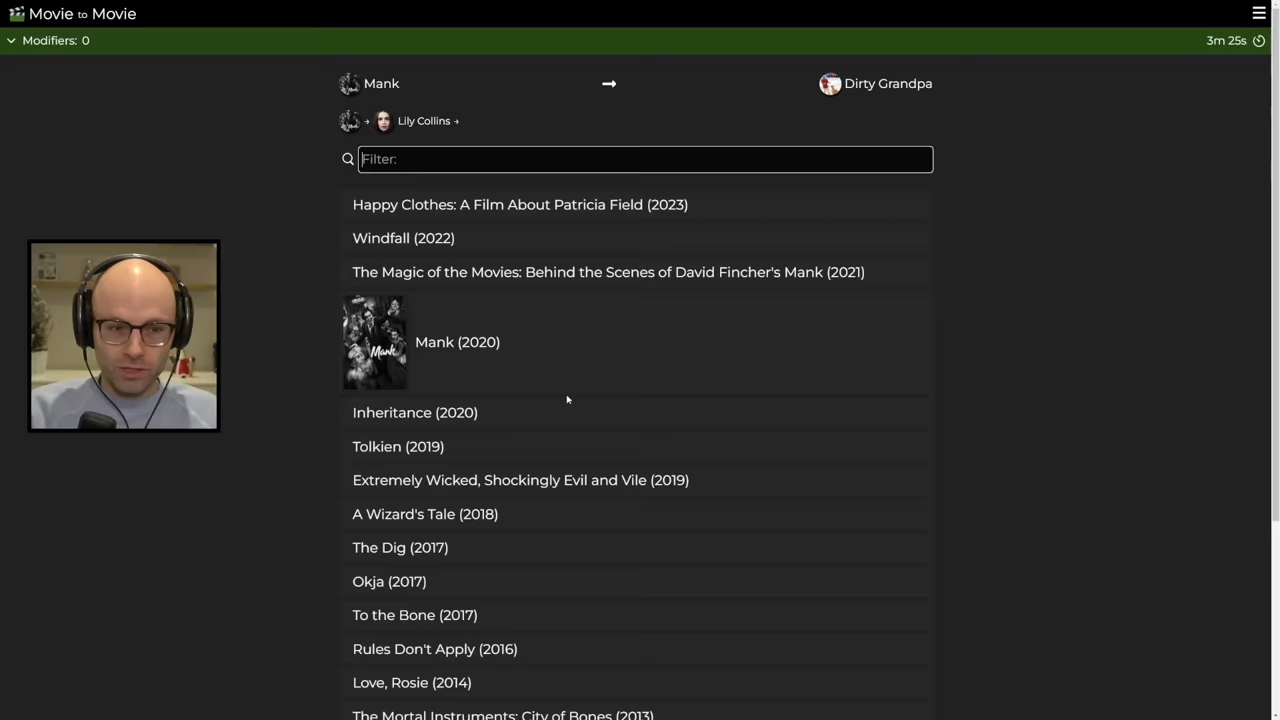 Movie to Movie
Modifiers: 0
3m 25s
Mank
Dirty Grandpa
Lily Collins
Filter:
Happy Clothes: A Film About Patricia Field (2023)
Windfall (2022)
The Magic of the Movies: Behind the Scenes of David Fincher's Mank (2021)
Mank
Mank (2020)
Inheritance (2020)
Tolkien (2019)
Extremely Wicked, Shockingly Evil and Vile (2019)
A Wizard's Tale (2018)
The Dig (2017)
Okja (2017)
To the Bone (2017)
Rules Don't Apply (2016)
Love, Rosie (2014)
The Mortal Instruments: City of Bones (2013)